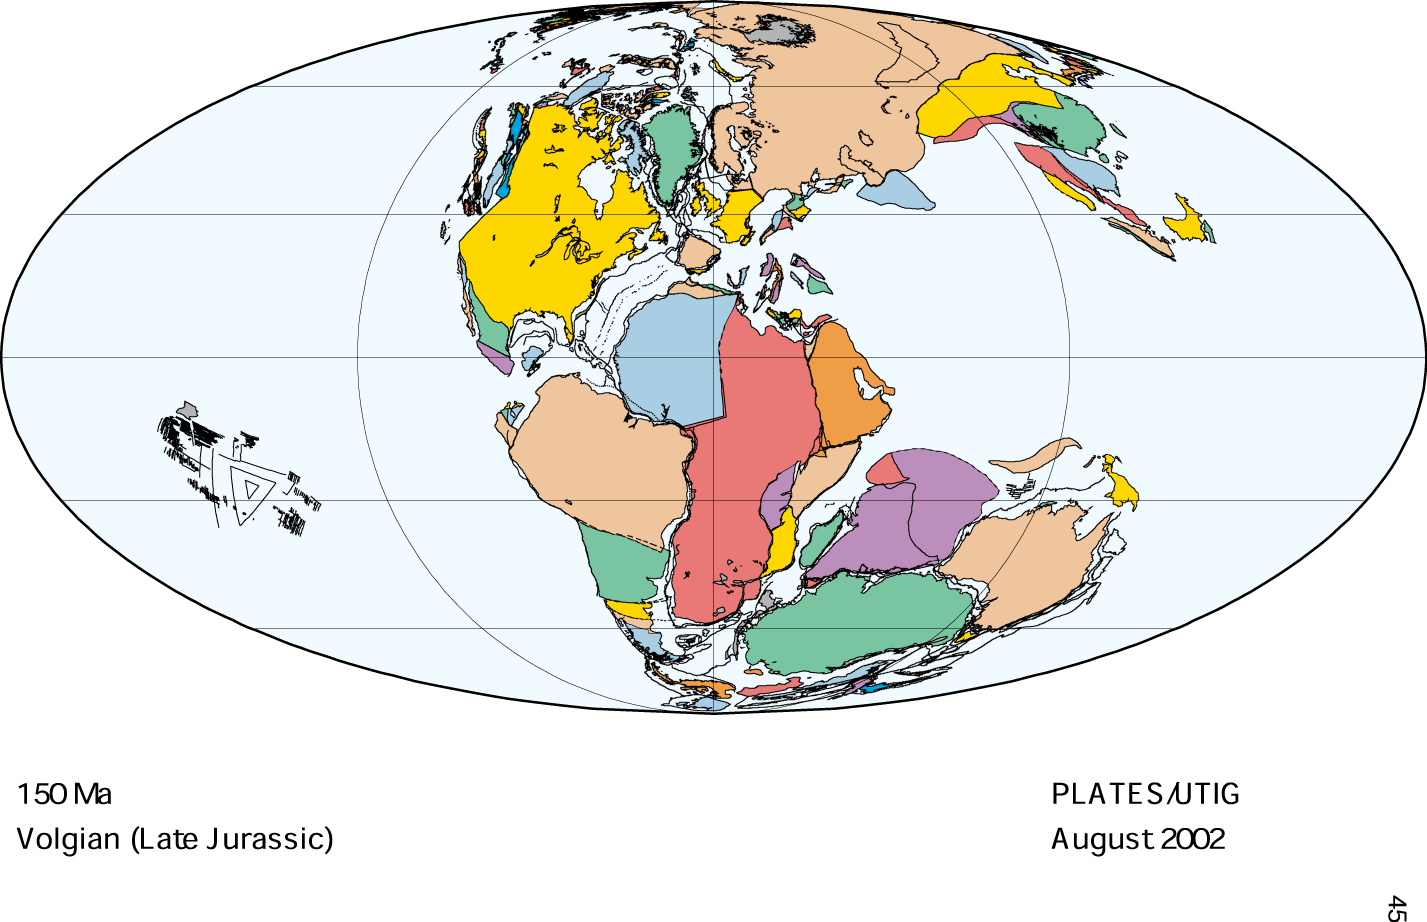 150 Ma
Volgian (Late Jurassic)
PLATES/UTIG
August 2002
45